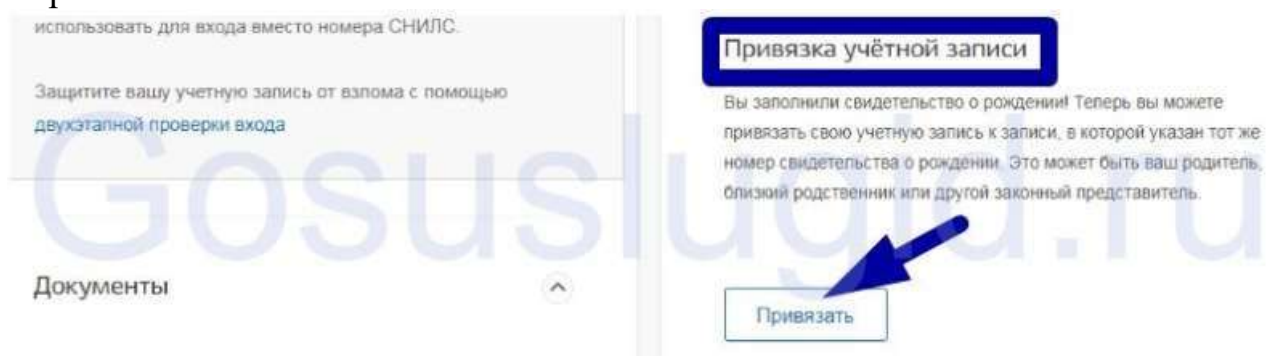 использовать для входа вместо номера СНИЛС.
Защитите вашу учетную запись от взлома с помощью
двухэтапной проверки входа
Документы
Привязка учётной записи
Вы заполнили свидетельство о рождении! Теперь вы можете
привязать свою учетную запись к записи, в которой указан тот же
номер свидетельства о рождении. Это может быть ваш родитель,
близкий родственник или другой законный представитель.
Привязать
Gosuslugid.ru